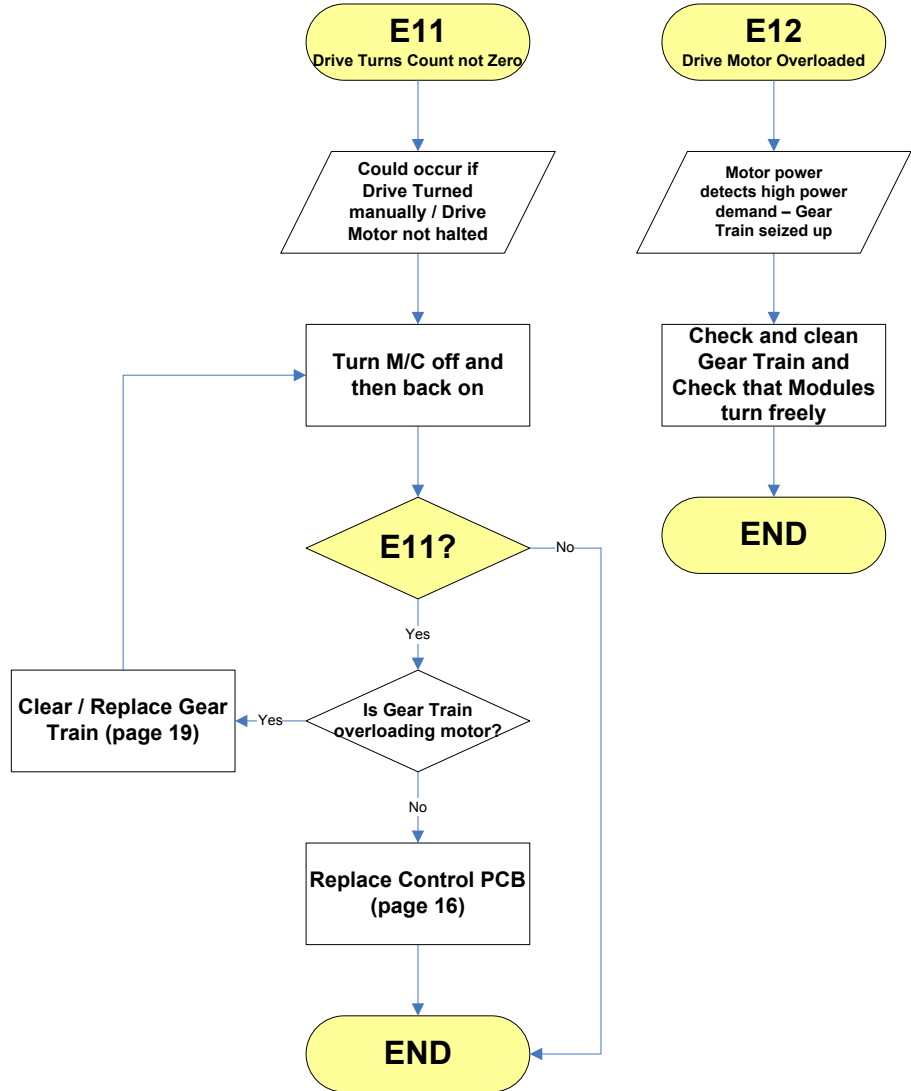 E11
Drive Turns Count not Zero
Could occur if
Drive Turned
manually / Drive
Motor not halted
Turn M/C off and
then back on
E11?
No
Yes
Is Gear Train
overloading motor?
Yes
Clear / Replace Gear
Train (page 19)
No
Replace Control PCB
(page 16)
END
E12
Drive Motor Overloaded
Motor power
detects high power
demand – Gear
Train seized up
Check and clean
Gear Train and
Check that Modules
turn freely
END